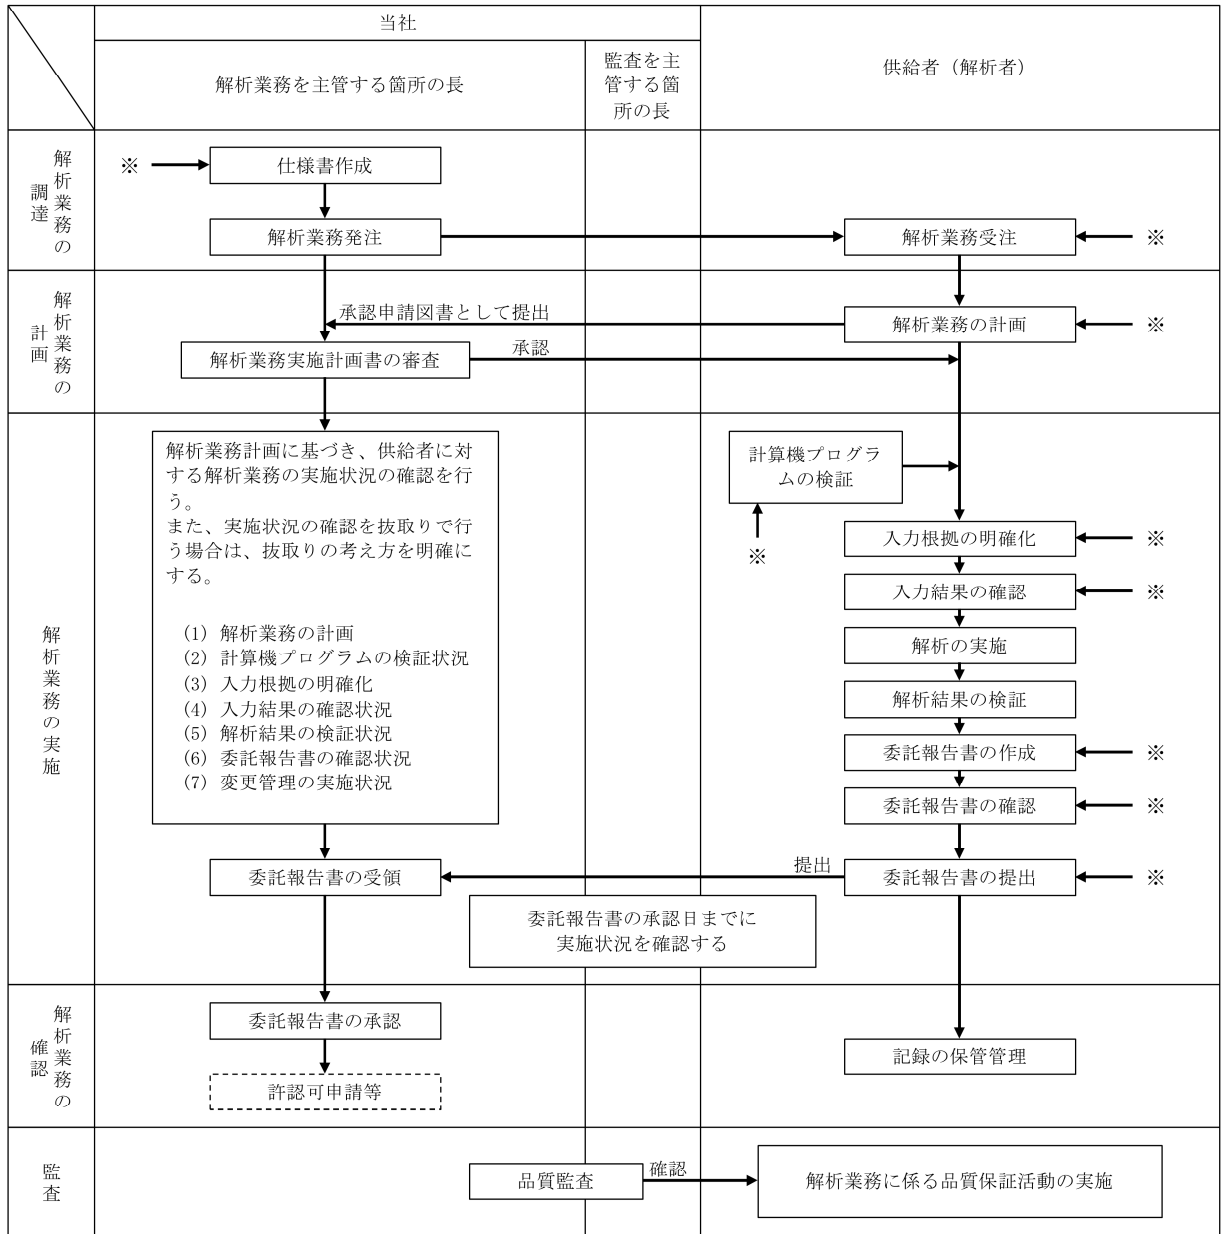 当社
解析業務を主管する箇所の長
監査を主
管する箇
所の長
供給者（解析者）
解析業務の
調達
※
仕様書作成
解析業務発注
解析業務受注
※
解析業務の
計画
承認申請図書として提出
解析業務の計画
※
解析業務実施計画書の審査
承認
解析業務の実施
解析業務計画に基づき、供給者に対
する解析業務の実施状況の確認を行
う。
また、実施状況の確認を抜取りで行
う場合は、抜取りの考え方を明確に
する。
(1) 解析業務の計画
(2) 計算機プログラムの検証状況
(3) 入力根拠の明確化
(4) 入力結果の確認状況
(5) 解析結果の検証状況
(6) 委託報告書の確認状況
(7) 変更管理の実施状況
計算機プログラ
ムの検証
※
入力根拠の明確化
※
入力結果の確認
※
解析の実施
解析結果の検証
委託報告書の作成
※
委託報告書の確認
※
委託報告書の受領
提出
委託報告書の提出
※
委託報告書の承認日までに
実施状況を確認する
解析業務の
確認
委託報告書の承認
記録の保管管理
許認可申請等
監査
品質監査
確認
解析業務に係る品質保証活動の実施